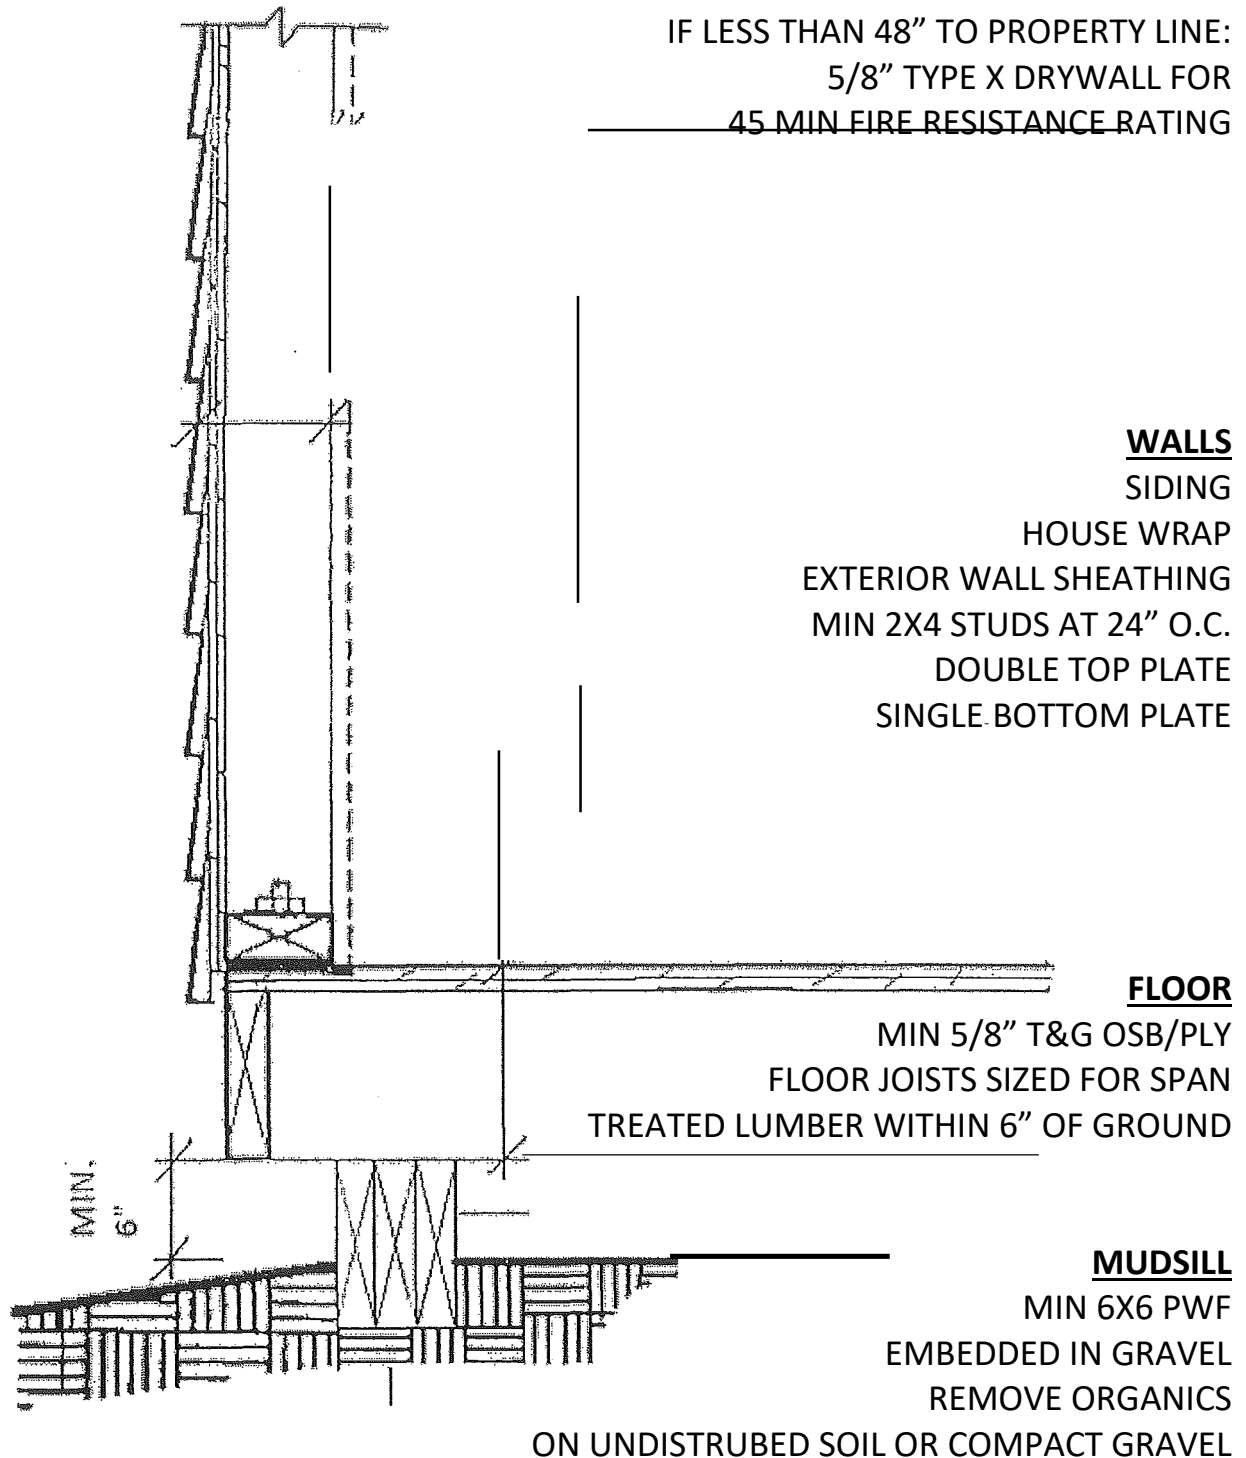 IF LESS THAN 48” TO PROPERTY LINE:
5/8” TYPE X DRYWALL FOR
45 MIN FIRE RESISTANCE RATING
WALLS
SIDING
HOUSE WRAP
EXTERIOR WALL SHEATHING
MIN 2X4 STUDS AT 24” O.C.
DOUBLE TOP PLATE
SINGLE BOTTOM PLATE
FLOOR
MIN 5/8” T&G OSB/PLY
FLOOR JOISTS SIZED FOR SPAN
TREATED LUMBER WITHIN 6” OF GROUND
MIN.
6"
MUDSILL
MIN 6X6 PWF
EMBEDDED IN GRAVEL
REMOVE ORGANICS
ON UNDISTRUBED SOIL OR COMPACT GRAVEL